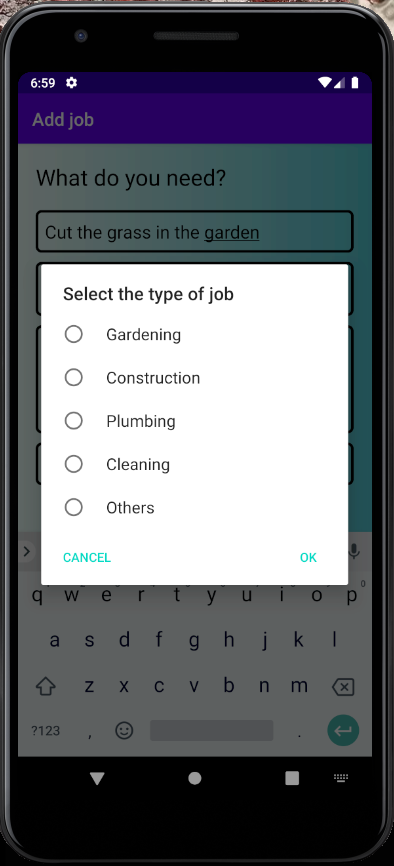 6:59
Add job
What do you need?
Cut the grass in the garden
Select the type of job
Gardening
Construction
Plumbing
Cleaning
Others
CANCEL
OK
q w e r t y u i o p 0
a s d f g h j k l
z x c v b n m
?123 , .